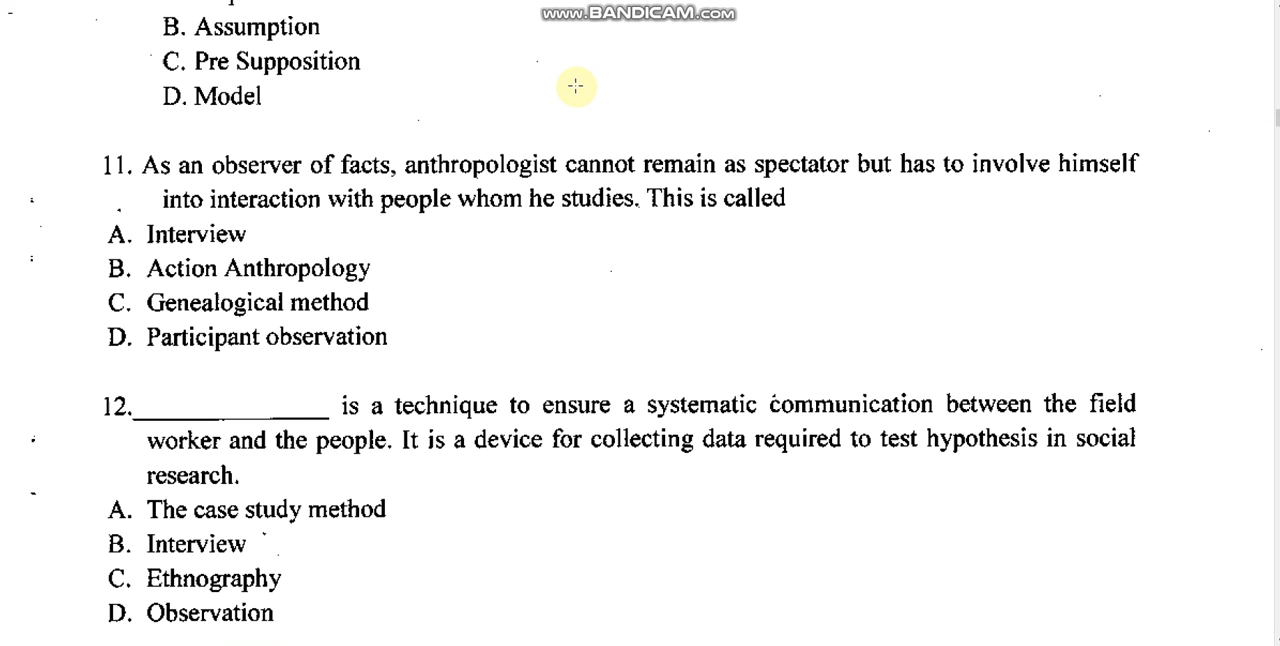 www.BANDICAM.com
B. Assumption
C. Pre Supposition
D. Model
11. As an observer of facts, anthropologist cannot remain as spectator but has to involve himself
into interaction with people whom he studies. This is called
A. Interview
B. Action Anthropology
C. Genealogical method
D. Participant observation
12.______________ is a technique to ensure a systematic communication between the field
worker and the people. It is a device for collecting data required to test hypothesis in social
research.
A. The case study method
B. Interview
C. Ethnography
D. Observation